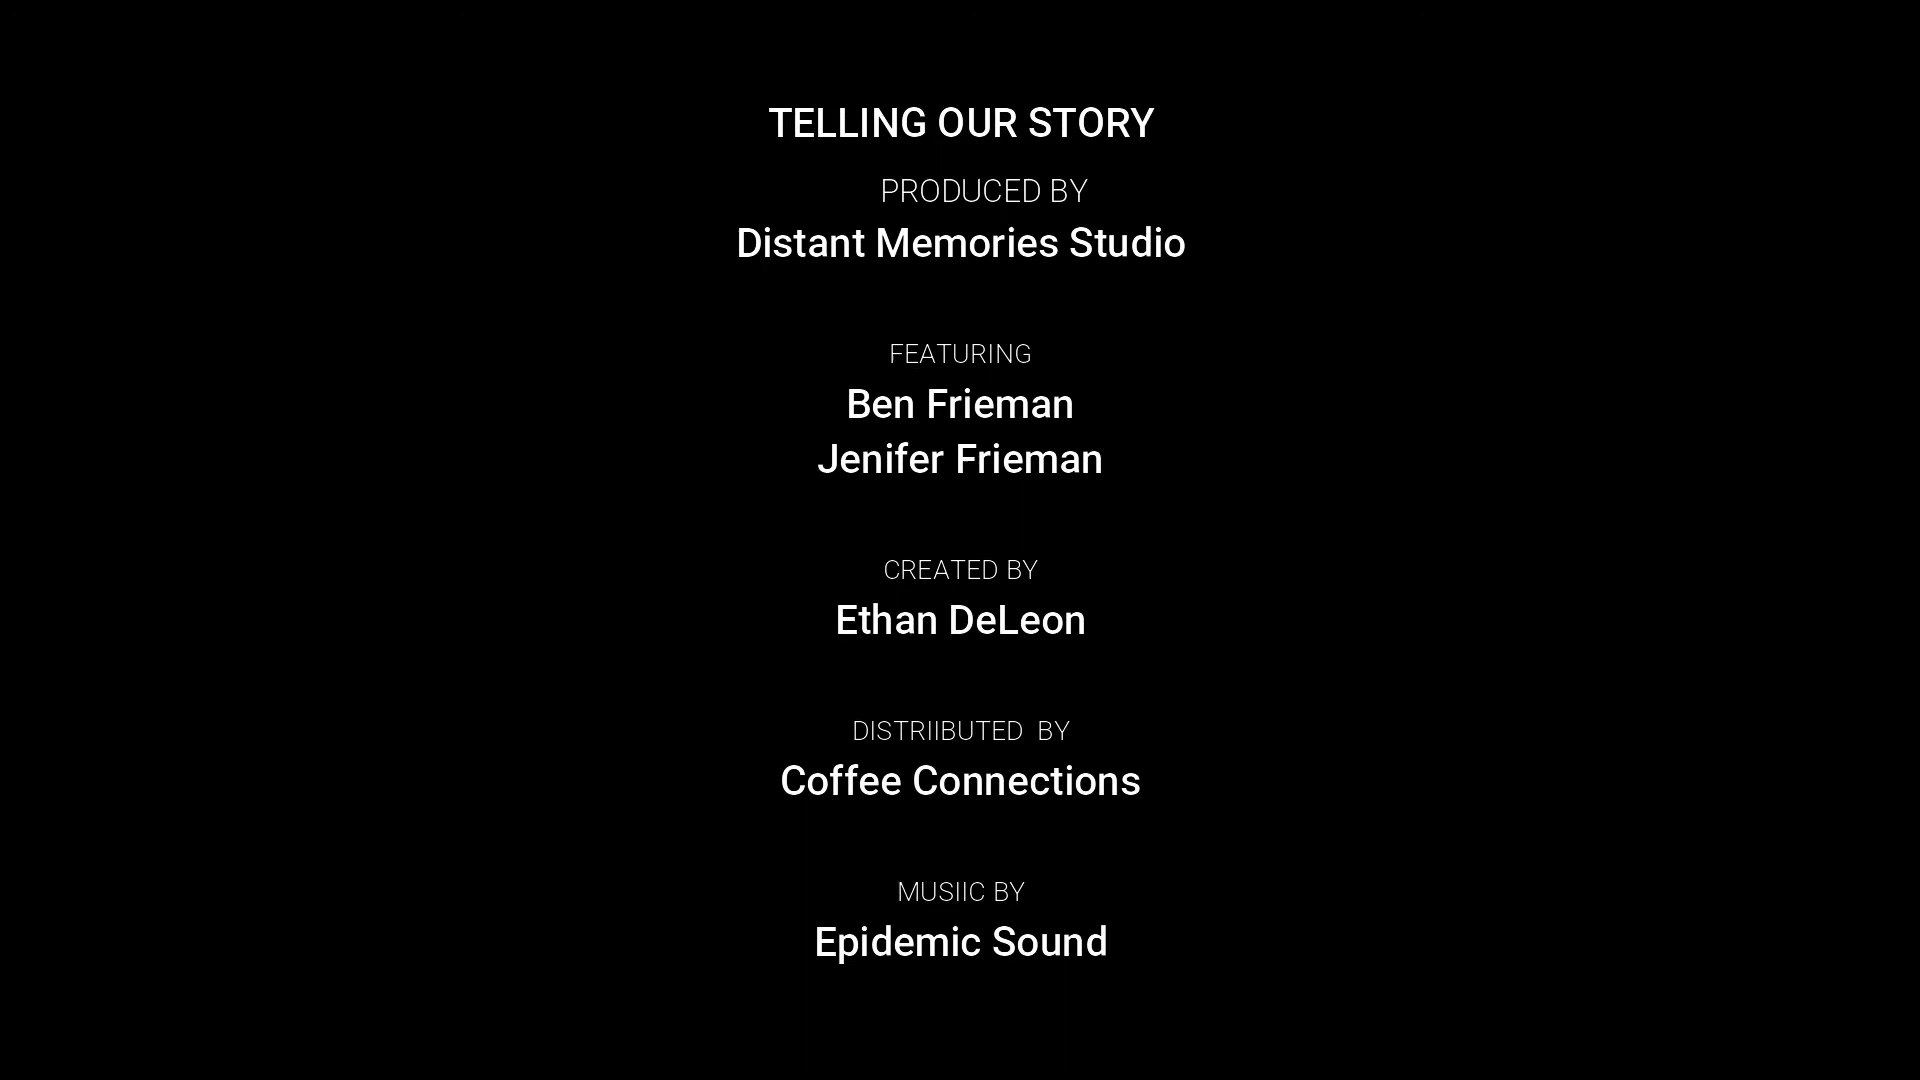 TELLING OUR STORY
PRODUCED BY
Distant Memories Studio
FEATURING
Ben Frieman
Jenifer Frieman
CREATED BY
Ethan DeLeon
DISTRIIBUTED  BY
Coffee Connections
MUSIIC BY
Epidemic Sound